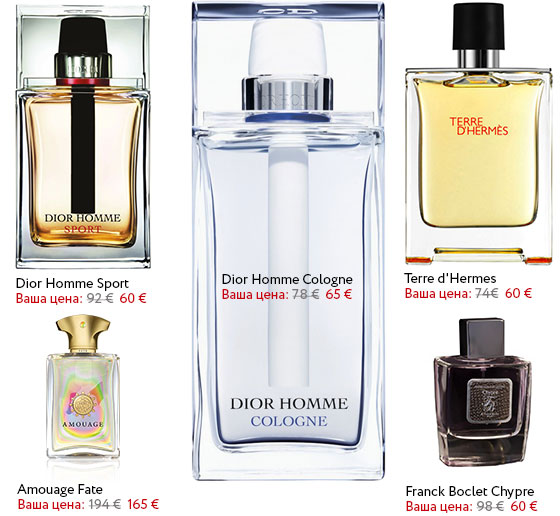 DIOR HOMME
SPORT
Dior Homme Sport
Ваша цена: 92 € 60 €
Dior Homme Cologne
Ваша цена: 78 € 65 €
DIOR HOMME
COLOGNE
TERRE
D'HERMÈS
Terre d'Hermes
Ваша цена: 74€ 60 €
AMOUAGE
Amouage Fate
Ваша цена: 194 € 165 €
Chypre
Franck Boclet Chypre
Ваша цена: 98 € 60 €